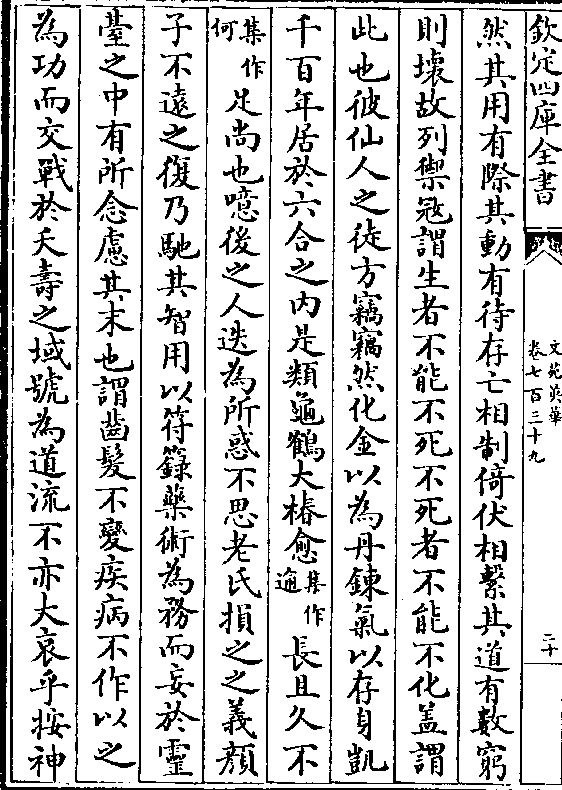 欽定四庫全書
文苑英華
卷七百三十九
二十
然其用有際其動有待存亡相制倚伏相繫其道有數窮
則壞故列禦宼謂生者不能不死不死者不能不化盖謂
此也彼仙人之徒方竊竊然化金以為丹鍊氣以存身凱
千百年居於六合之内是類龜鶴大椿愈集作逾長且久不
集作何足尚也噫後之人迭為所惑不思老氏損之之義顔
子不遠之復乃馳其智用以符籙藥術為務而妄於靈
臺之中有所念慮其末也謂齒髮不變疾病不作以之
為功而交戰於夭壽之域號為道流不亦大哀乎按神